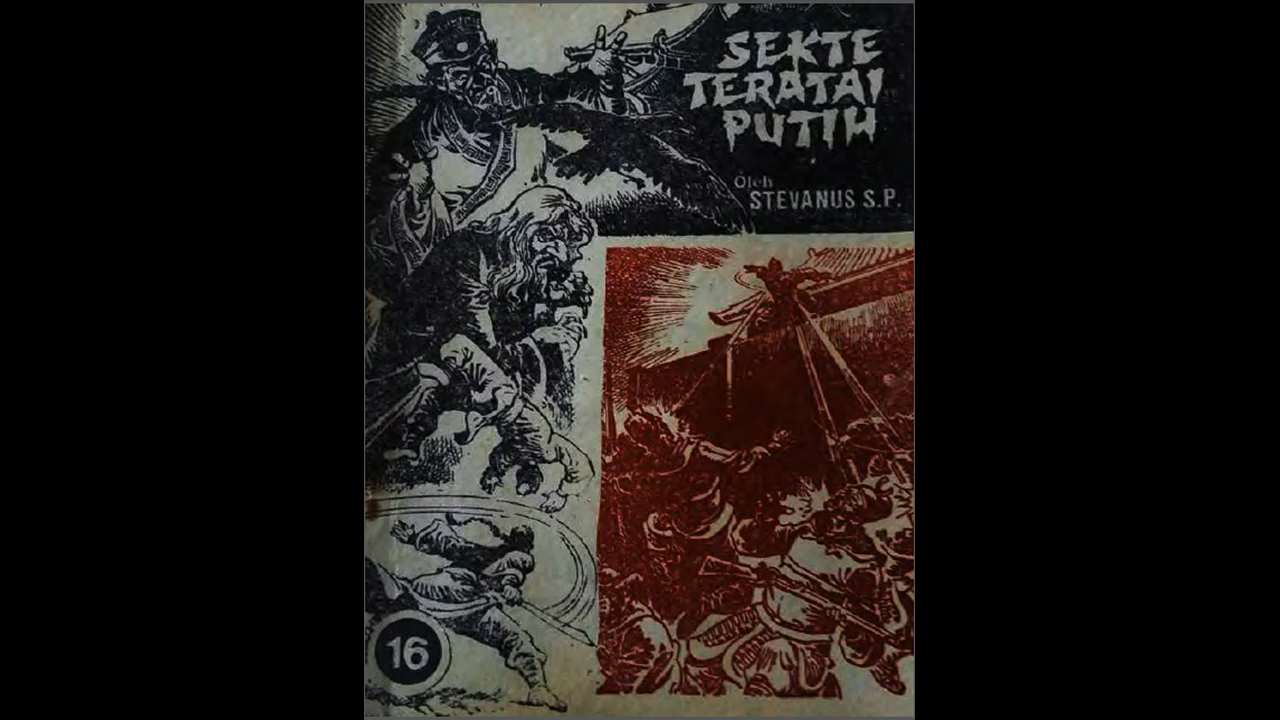 SEKTE
TERATAI
PUTIH
Oleh
STEVANUS S.P.
16